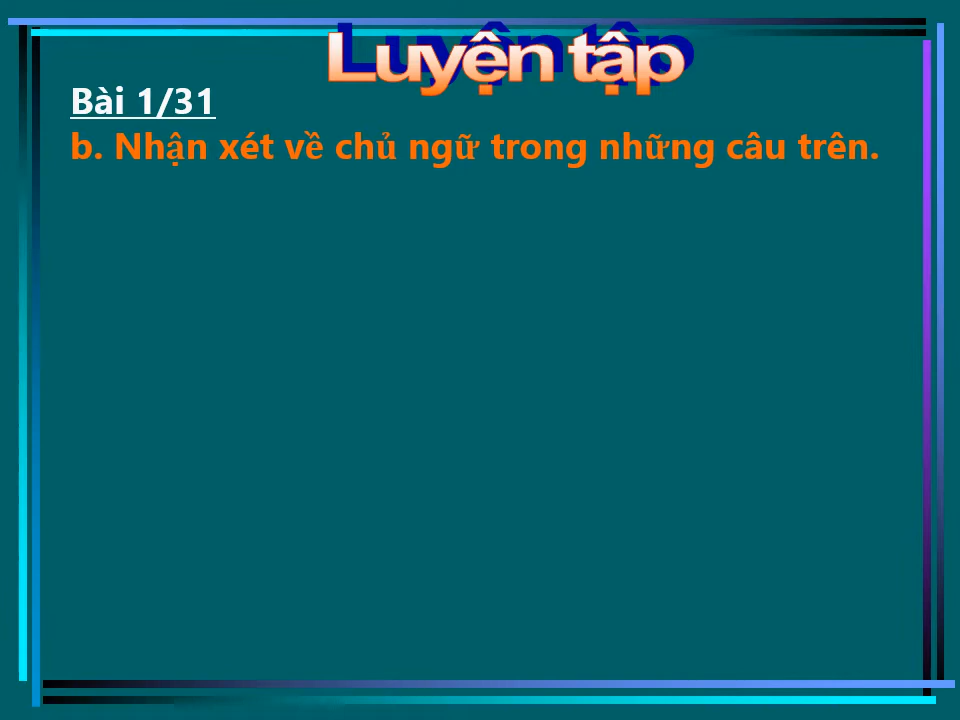 Luyện tập
Bài 1/31
b. Nhận xét về chủ ngữ trong những câu trên.